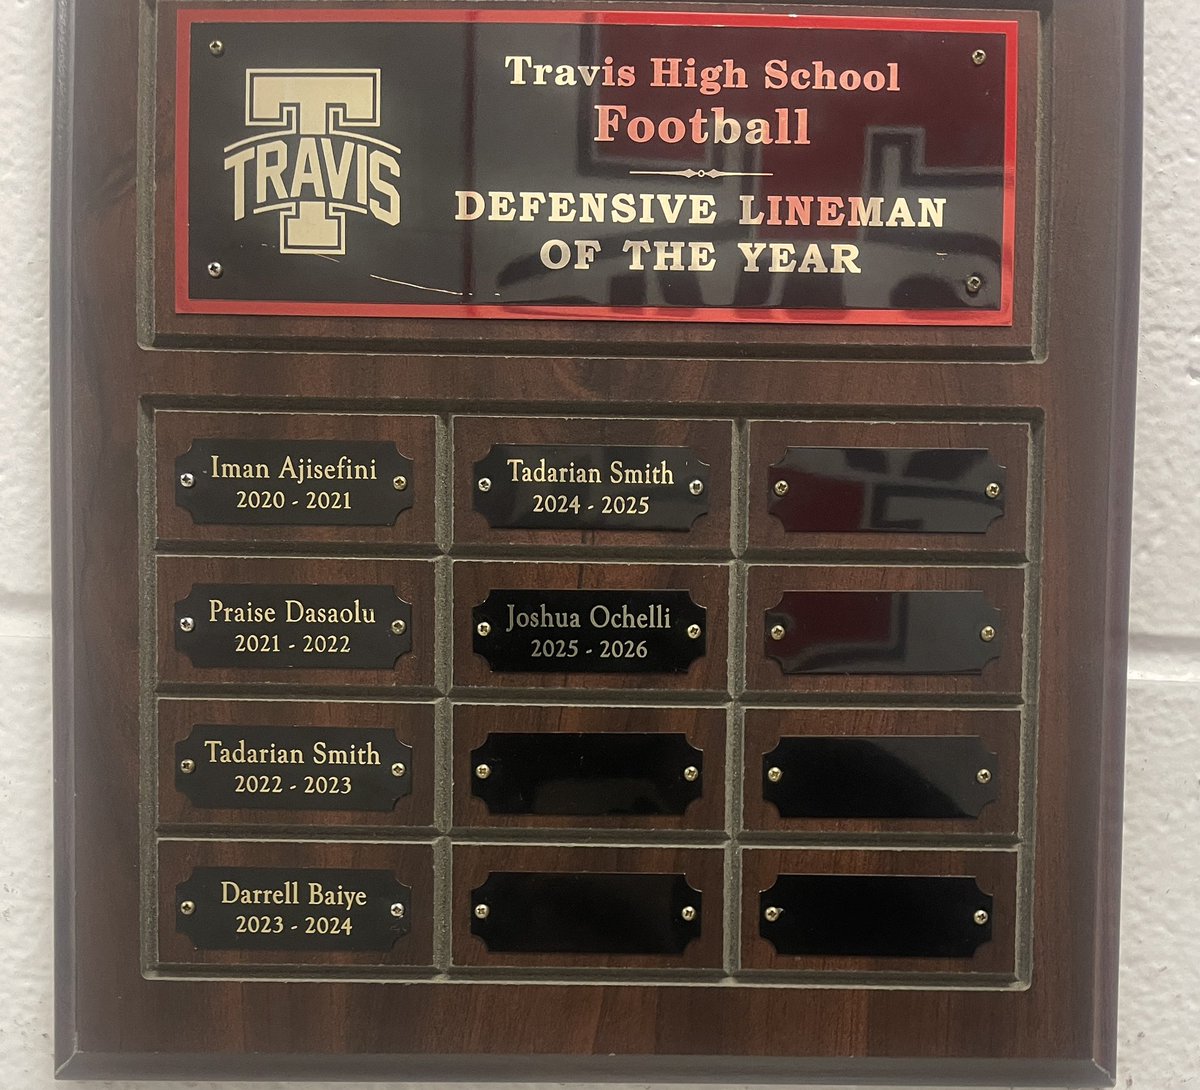 TRAVIS
Travis High School
Football
DEFENSIVE LINEMAN
OF THE YEAR
Iman Ajisefini
2020 - 2021
Praise Dasaolu
2021 - 2022
Tadarian Smith
2022 - 2023
Darrell Baiye
2023 - 2024
Tadarian Smith
2024 - 2025
Joshua Ochelli
2025 - 2026